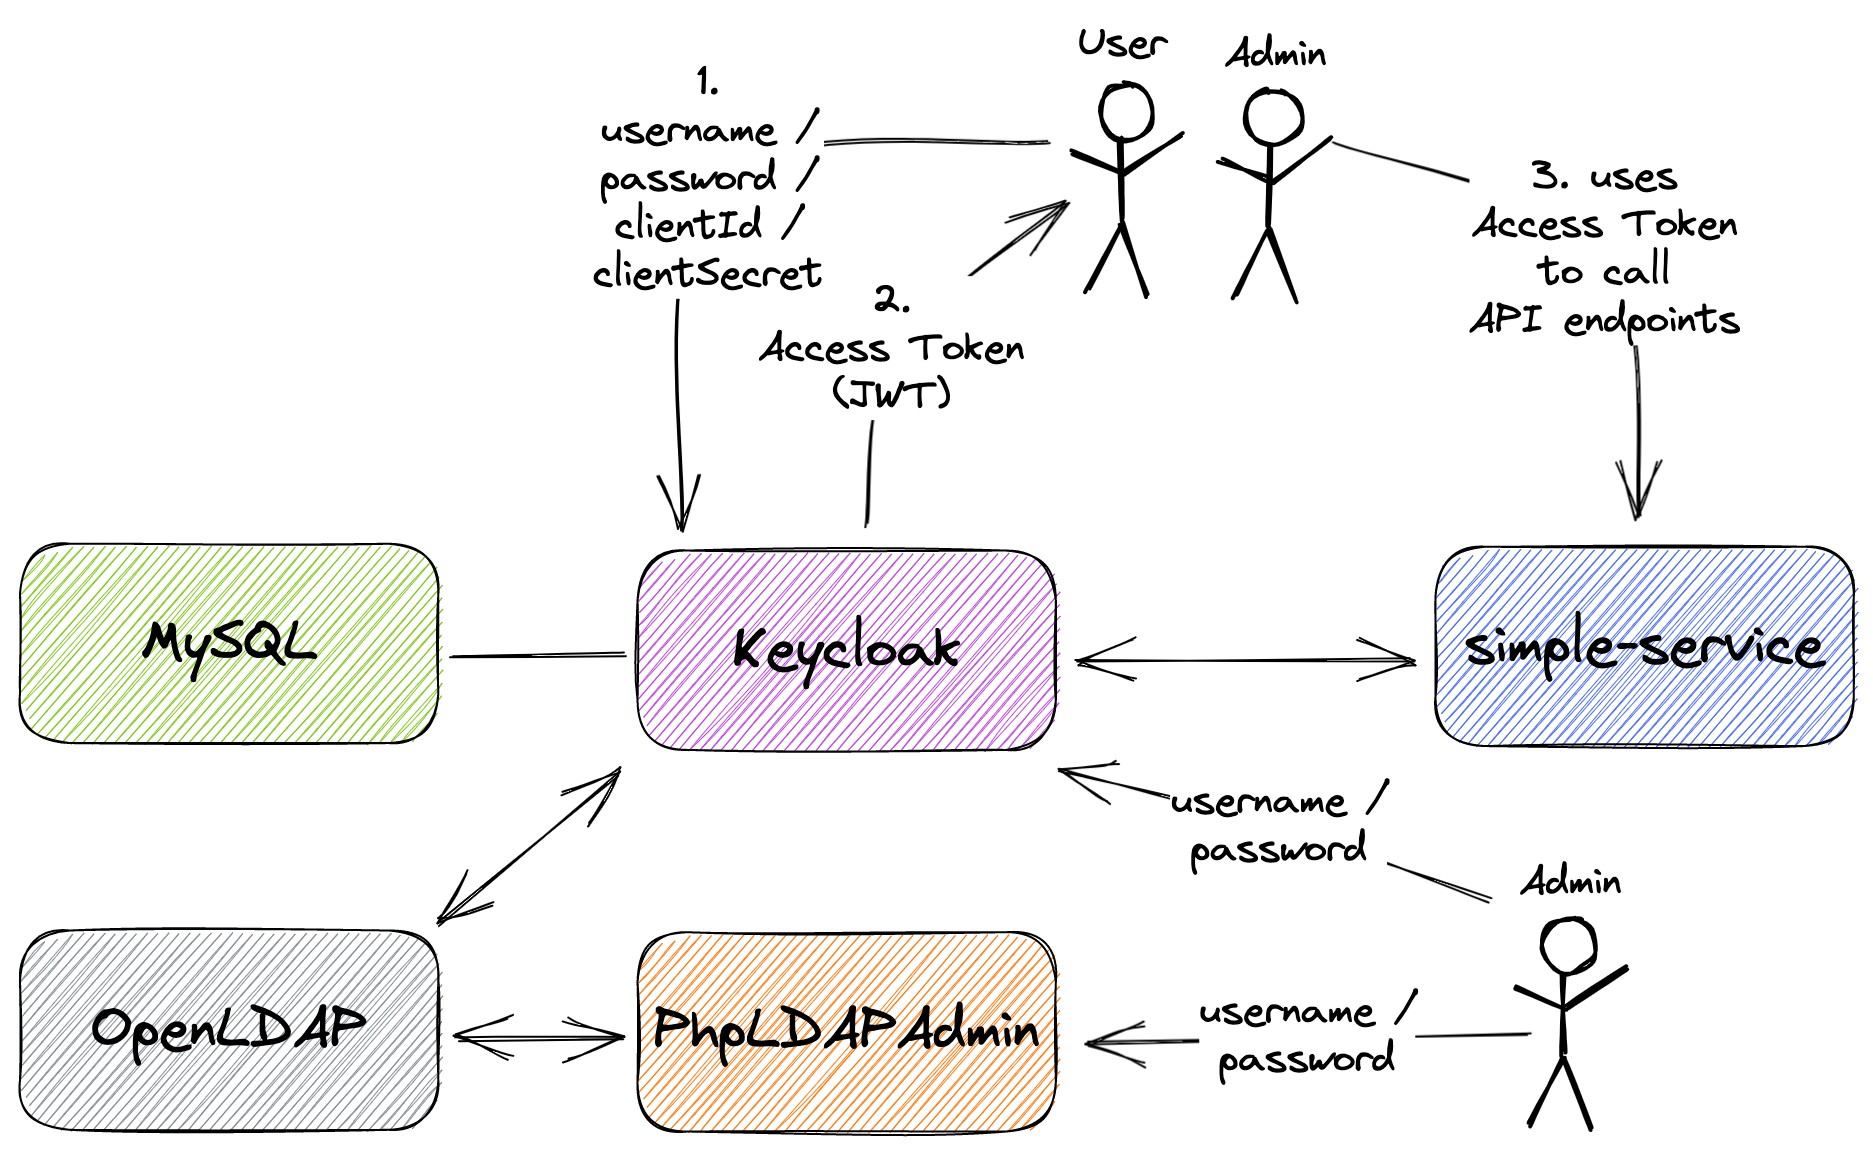 User
Admin
1.
username /
password /
clientId /
clientSecret
2.
Access Token
(JWT)
3. uses
Access Token
to call
API endpoints
MySQL
Keycloak
simple-service
username /
password
Admin
OpenLDAP
PhpLDAPAdmin
username /
password